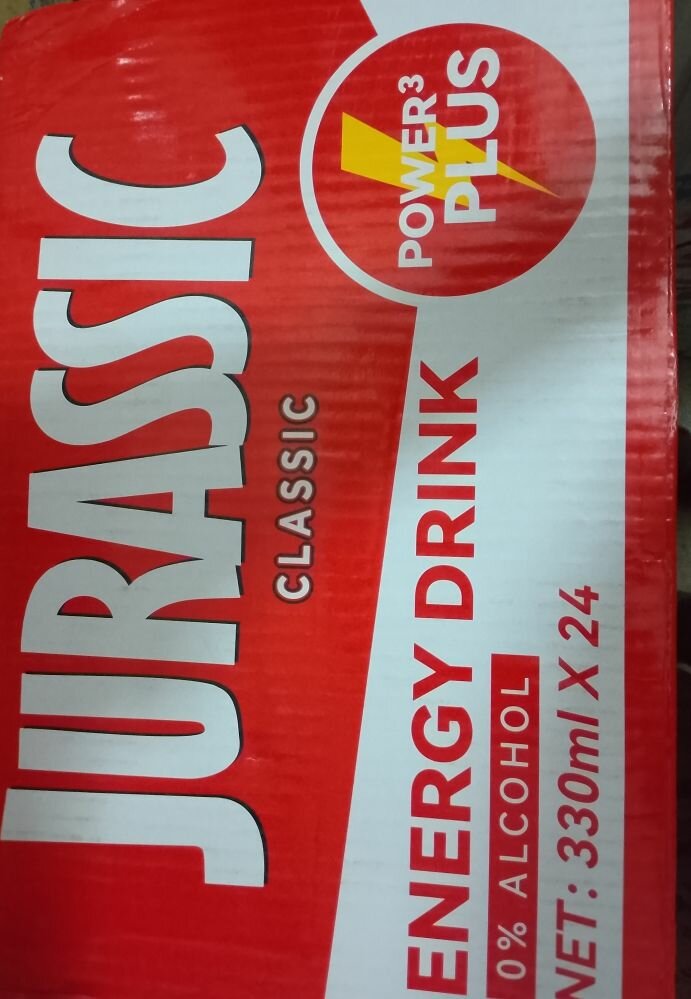 JURASSIC
CLASSIC
POWER³
PLUS
ENERGY DRINK
0% ALCOHOL
NET: 330ml X 24